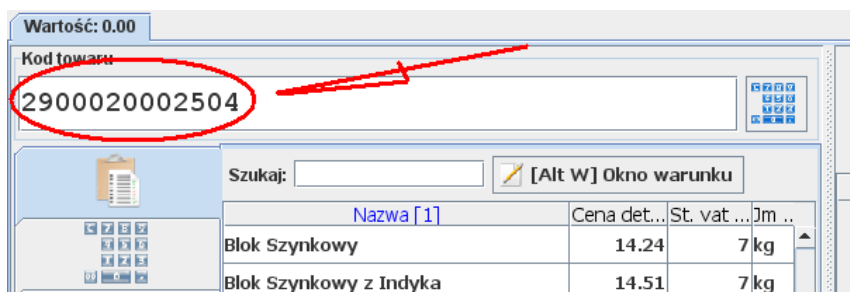 Wartość: 0.00
Kod towaru
2900020002504
Szukaj:
[Alt W] Okno warunku
Nazwa [1] Cena det... St. vat ... Jm ..
Blok Szynkowy 14.24 7 kg
Blok Szynkowy z Indyka 14.51 7 kg